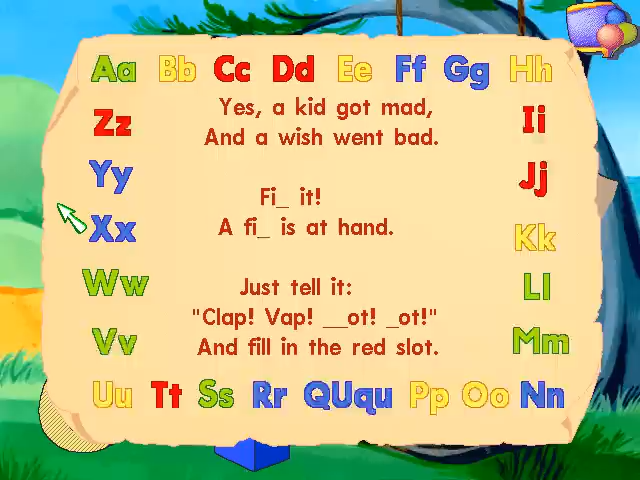 Aa Bb Cc Dd Ee Ff Gg Hh
Ii
Jj
Kk
Ll
Mm
Nn
Oo
Pp
QUqu
Rr
Ss
Tt
Uu
Vv
Ww
Xx
Yy
Zz
Yes, a kid got mad,
And a wish went bad.
Fi_ it!
A fi_ is at hand.
Just tell it:
"Clap! Vap! __ot! _ot!"
And fill in the red slot.